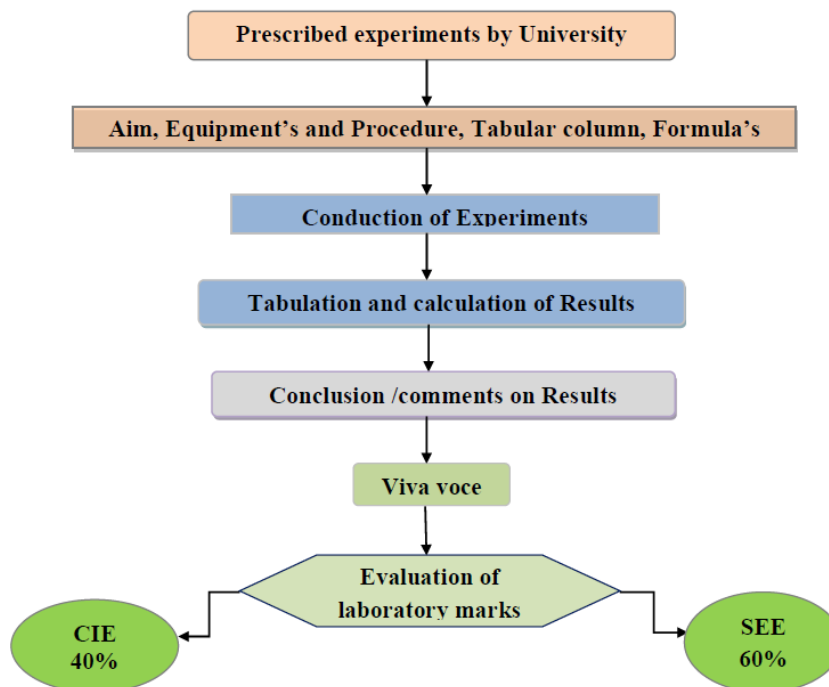 Prescribed experiments by University
Aim, Equipment's and Procedure, Tabular column, Formula's
Conduction of Experiments
Tabulation and calculation of Results
Conclusion /comments on Results
Viva voce
Evaluation of
laboratory marks
CIE
40%
SEE
60%